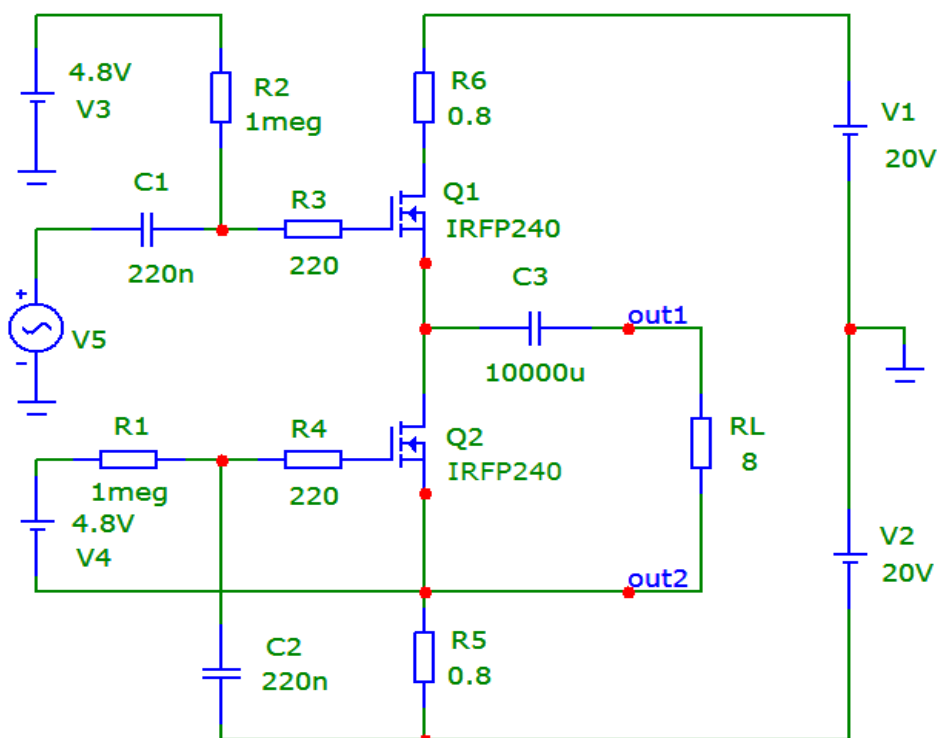 4.8V
V3
R2
1meg
R6
0.8
V1
20V
C1
220n
R3
220
Q1
IRFP240
+
-
V5
C3
10000u
out1
R1
1meg
4.8V
V4
R4
220
Q2
IRFP240
RL
8
V2
20V
out2
C2
220n
R5
0.8